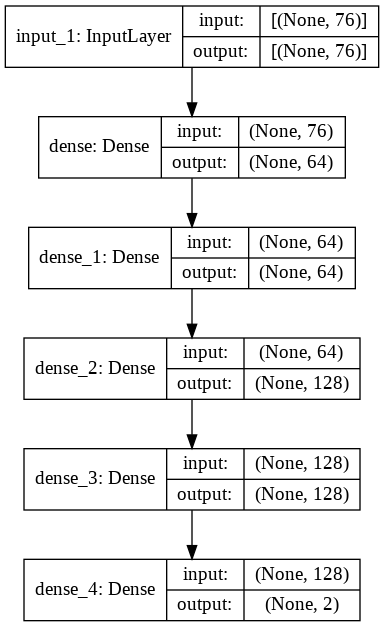 input_1: InputLayer
input: [(None, 76)]
output: [(None, 76)]
dense: Dense
input: (None, 76)
output: (None, 64)
dense_1: Dense
input: (None, 64)
output: (None, 64)
dense_2: Dense
input: (None, 64)
output: (None, 128)
dense_3: Dense
input: (None, 128)
output: (None, 128)
dense_4: Dense
input: (None, 128)
output: (None, 2)